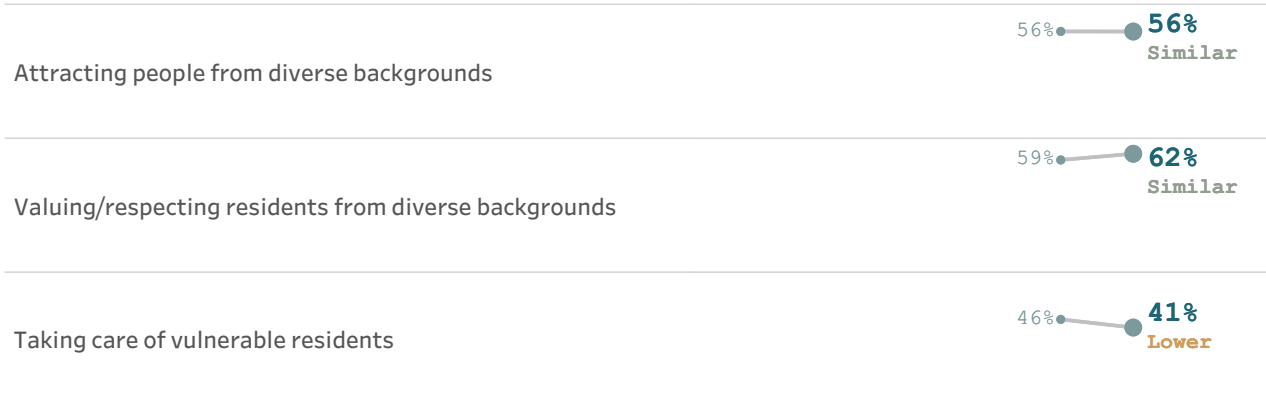 56% 56%
Similar
Attracting people from diverse backgrounds
59% 62%
Similar
Valuing/respecting residents from diverse backgrounds
46% 41%
Taking care of vulnerable residents
Lower